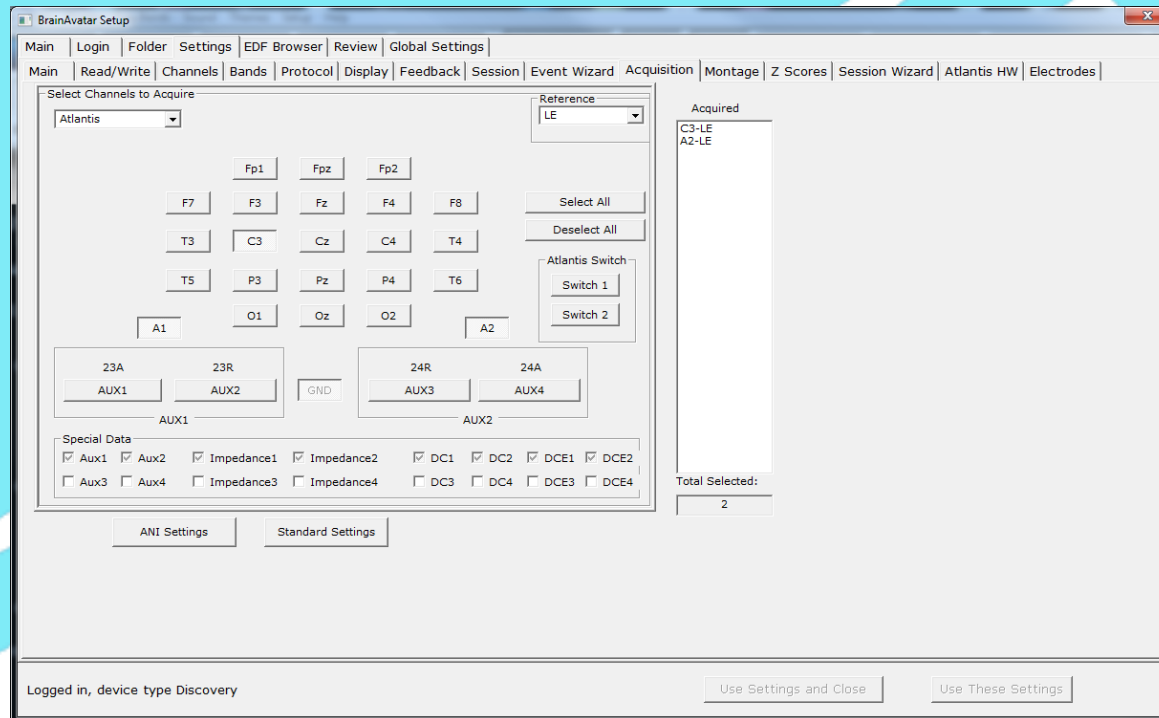 BrainAvatar Setup
Main Login Folder Settings EDF Browser Review Global Settings
Main Read/Write Channels Bands Protocol Display Feedback Session Event Wizard Acquisition Montage Z Scores Session Wizard Atlantis HW Electrodes
Select Channels to Acquire
Reference
Acquired
Atlantis
LE
C3-LE
A2-LE
Fp1 Fpz Fp2
F7 F3 Fz F4 F8
Select All
Deselect All
T3 C3 Cz C4 T4
Atlantis Switch
T5 P3 Pz P4 T6
Switch 1
O1 Oz O2
Switch 2
A1 A2
23A 23R 24R 24A
AUX1 AUX2 GND AUX3 AUX4
AUX1 AUX2
Special Data
Aux1 Aux2 Impedance1 Impedance2 DC1 DC2 DCE1 DCE2
Aux3 Aux4 Impedance3 Impedance4 DC3 DC4 DCE3 DCE4
Total Selected:
2
ANI Settings Standard Settings
Logged in, device type Discovery
Use Settings and Close Use These Settings